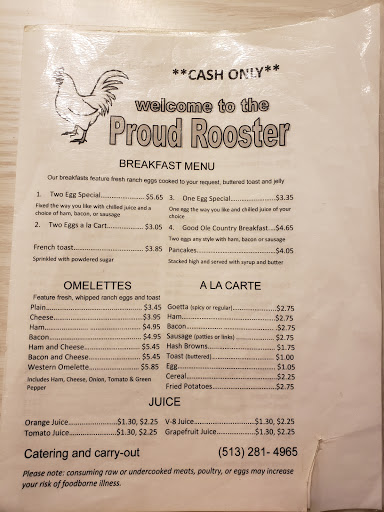 **CASH ONLY**
welcome to the
Proud Rooster
BREAKFAST MENU
Our breakfasts feature fresh ranch eggs cooked to your request, buttered toast and jelly
1. Two Egg Special..................$5.65
Fixed the way you like with chilled juice and a
choice of ham, bacon, or sausage
2. Two Eggs a la Cart..............$3.05
French toast................................$3.85
Sprinkled with powdered sugar
3. One Egg Special....................$3.35
One egg the way you like and chilled juice of your
choice
4. Good Ole Country Breakfast...$4.65
Two eggs any style with ham, bacon or sausage
Pancakes........................................$4.05
Stacked high and served with syrup and butter
OMELETTES
Feature fresh, whipped ranch eggs and toast
Plain..........................................$3.45
Cheese.......................................$3.95
Ham...........................................$4.95
Bacon.........................................$4.95
Ham and Cheese.......................$5.45
Bacon and Cheese.....................$5.45
Western Omelette.....................$5.85
Includes Ham, Cheese, Onion, Tomato & Green
Pepper
A LA CARTE
Goetta (spicy or regular)................$2.75
Ham................................................$2.75
Bacon..............................................$2.75
Sausage (patties or links)................$2.75
Hash Browns...................................$1.75
Toast (buttered)..............................$1.00
Egg..................................................$1.05
Cereal..............................................$2.25
Fried Potatoes.................................$2.75
JUICE
Orange Juice................$1.30, $2.25
Tomato Juice................$1.30, $2.25
V-8 Juice......................$1.30, $2.25
Grapefruit Juice............$1.30, $2.25
Catering and carry-out
(513) 281- 4965
Please note: consuming raw or undercooked meats, poultry, or eggs may increase
your risk of foodborne illness.